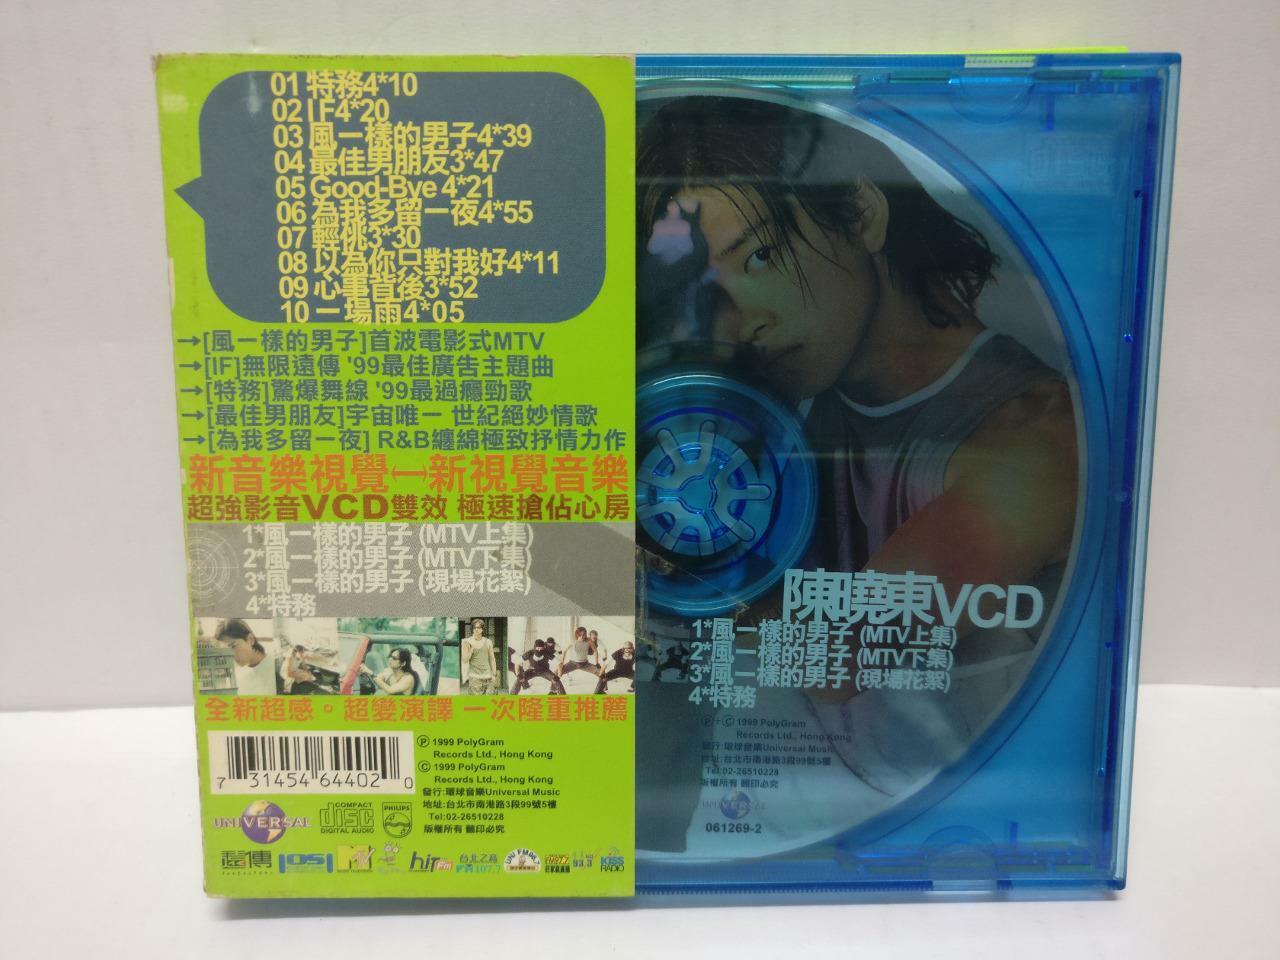 01 特務4*10
02 IF4*20
03 風一樣的男子4*39
04 最佳男朋友3*47
05 Good-Bye 4*21
06 為我多留一夜4*55
07 輕佻3*30
08 以為你只對我好4*11
09 心事背後3*52
10 一場雨4*05
→[風一樣的男子]首波電影式MTV
→[IF]無限遠傳 '99最佳廣告主題曲
→[特務]驚爆舞線 '99最過癮勁歌
→[最佳男朋友]宇宙唯一 世紀絕妙情歌
→[為我多留一夜] R&B纏綿極致抒情力作
新音樂視覺↔新視覺音樂
超強影音VCD雙效 極速搶佔心房
1*風一樣的男子 (MTV上集)
2*風一樣的男子 (MTV下集)
3*風一樣的男子 (現場花絮)
4*特務
全新超感。超變演譯 一次隆重推薦
7 31454 64402 0
Ⓟ 1999 PolyGram
Records Ltd., Hong Kong
© 1999 PolyGram
Records Ltd., Hong Kong
發行:環球音樂Universal Music
地址:台北市南港路3段99號5樓
Tel:02-26510228
版權所有 翻印必究
UNIVERSAL
COMPACT
disc
DIGITAL AUDIO
PHILIPS
遠傳
MTV
hit
台北之音
107.7
UNI FM96.7
93.3
KISS
RADIO
陳曉東VCD
1*風一樣的男子 (MTV上集)
2*風一樣的男子 (MTV下集)
3*風一樣的男子 (現場花絮)
4*特務
Ⓟ+© 1999 PolyGram
Records Ltd., Hong Kong
發行:環球音樂Universal Music
地址:台北市南港路3段99號5樓
Tel:02-26510228
版權所有 翻印必究
UNIVERSAL
061269-2